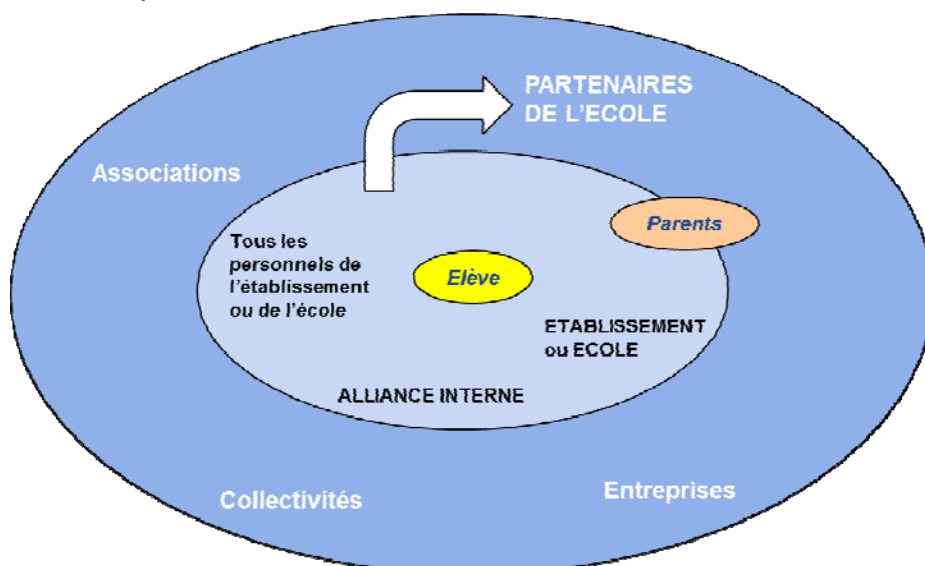 PARTENAIRES
DE L'ECOLE
Associations
Parents
Tous les
personnels de
l'établissement
ou de l'école
Elève
ETABLISSEMENT
ou ECOLE
ALLIANCE INTERNE
Collectivités
Entreprises